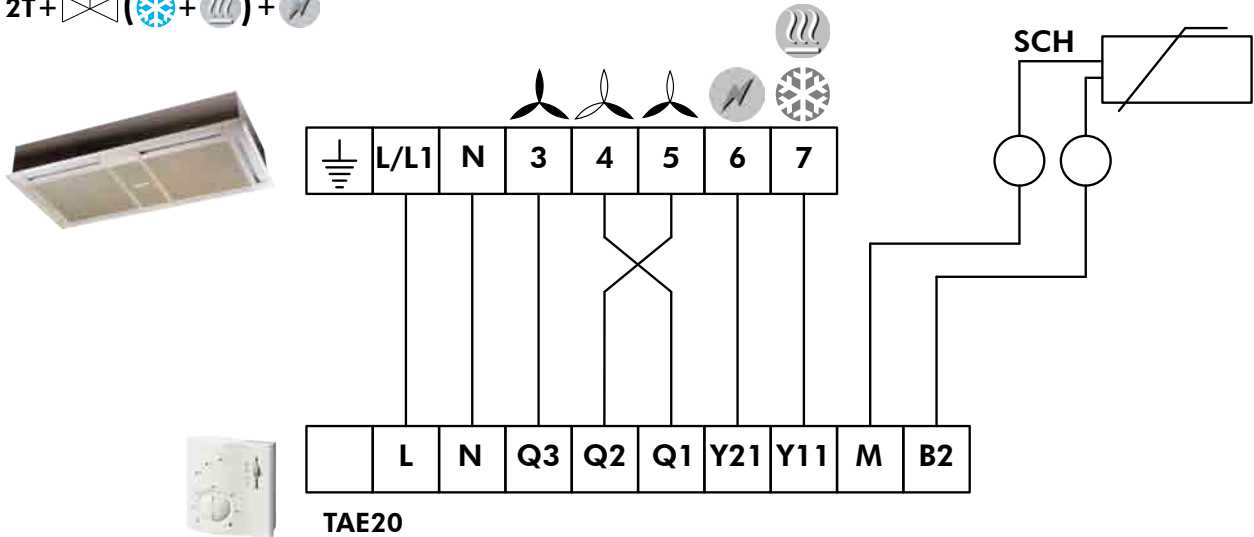 2T + ( + ) +
SCH
L/L1 N 3 4 5 6 7
L N Q3 Q2 Q1 Y21 Y11 M B2
TAE20